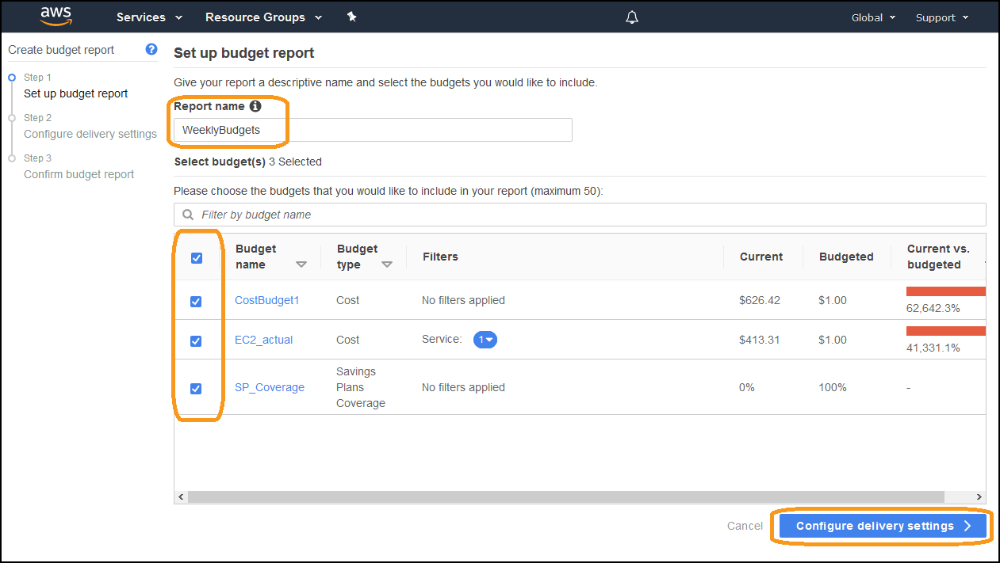 aws Services Resource Groups Global Support
Create budget report ?
Step 1
Set up budget report
Step 2
Configure delivery settings
Step 3
Confirm budget report
Set up budget report
Give your report a descriptive name and select the budgets you would like to include.
Report name i
WeeklyBudgets
Select budget(s) 3 Selected
Please choose the budgets that you would like to include in your report (maximum 50):
Filter by budget name
Budget name Budget type Filters Current Budgeted Current vs. budgeted
CostBudget1 Cost No filters applied $626.42 $1.00 62,642.3%
EC2_actual Cost Service: 1 $413.31 $1.00 41,331.1%
SP_Coverage Savings Plans Coverage No filters applied 0% 100% -
Cancel Configure delivery settings